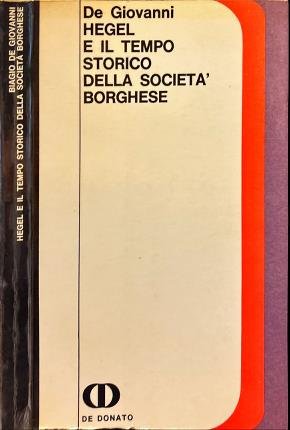 BIAGIO DE GIOVANNI
HEGEL E IL TEMPO STORICO DELLA SOCIETÀ BORGHESE
De Giovanni
HEGEL
E IL TEMPO
STORICO
DELLA SOCIETA'
BORGHESE
DE DONATO